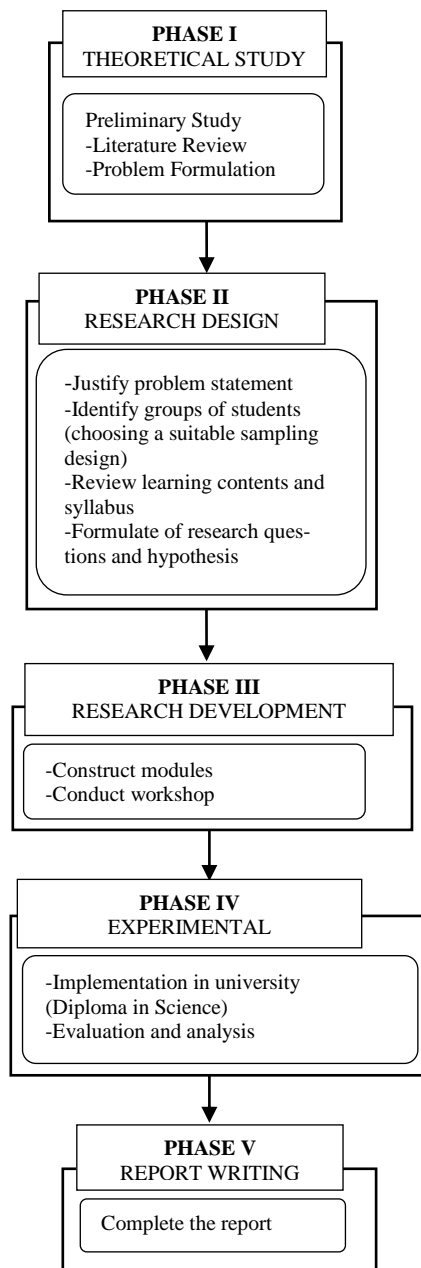 PHASE I
THEORETICAL STUDY
Preliminary Study
-Literature Review
-Problem Formulation
PHASE II
RESEARCH DESIGN
-Justify problem statement
-Identify groups of students
(choosing a suitable sampling
design)
-Review learning contents and
syllabus
-Formulate of research ques-
tions and hypothesis
PHASE III
RESEARCH DEVELOPMENT
-Construct modules
-Conduct workshop
PHASE IV
EXPERIMENTAL
-Implementation in university
(Diploma in Science)
-Evaluation and analysis
PHASE V
REPORT WRITING
Complete the report